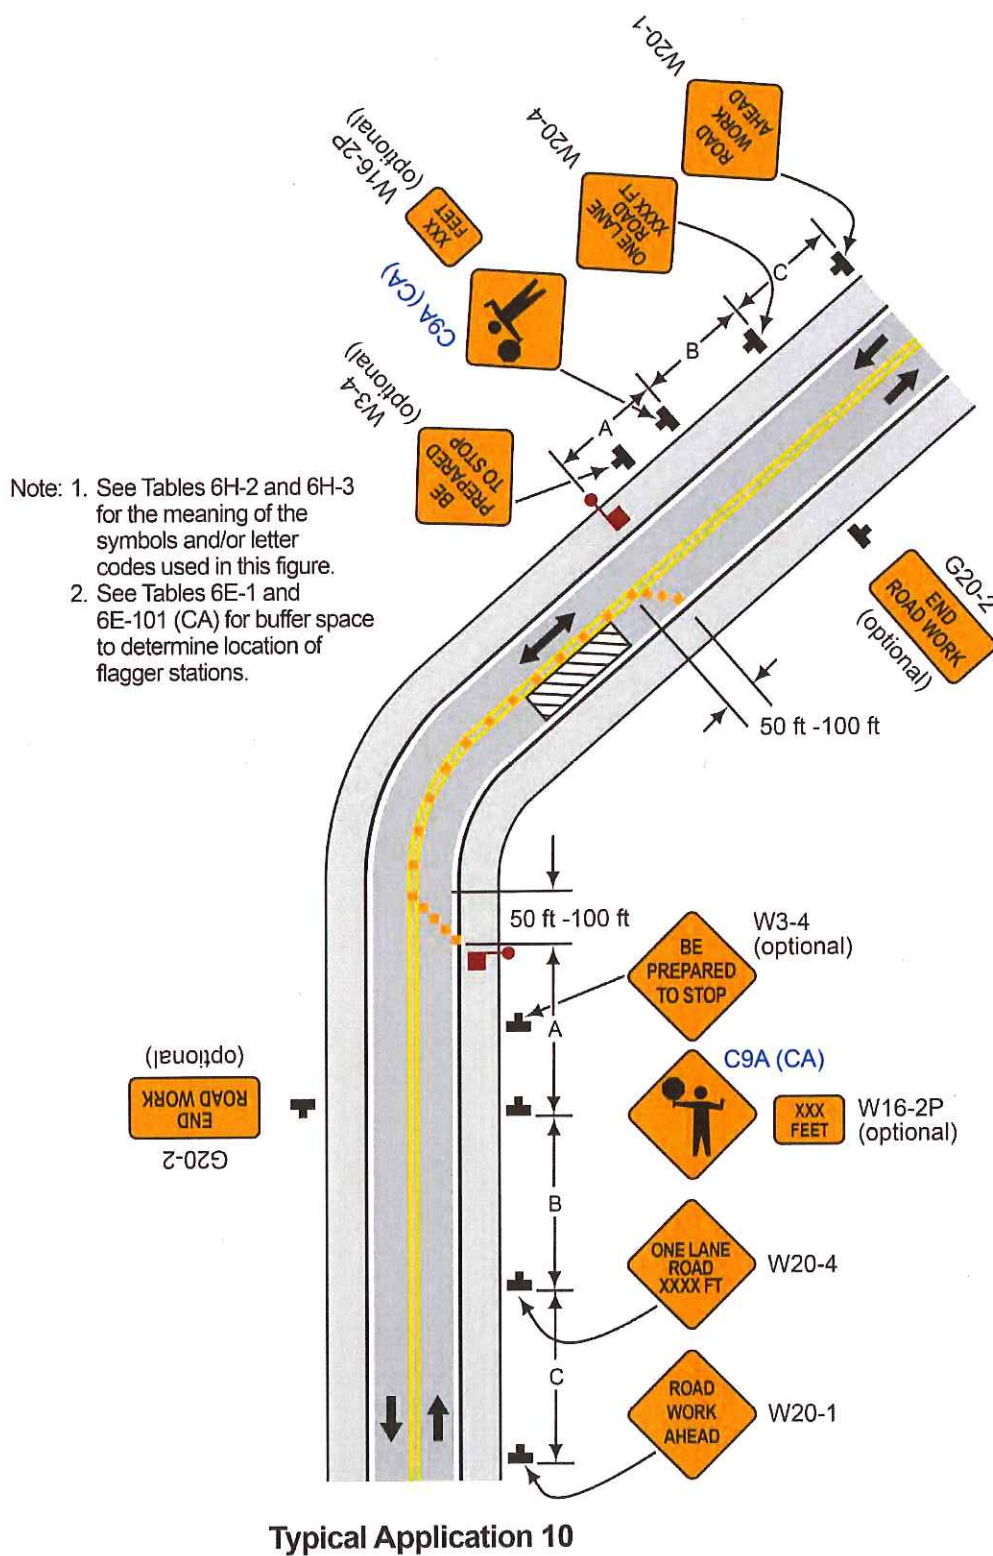 W20-1
ROAD
WORK
AHEAD
W20-4
ONE LANE
ROAD
XXXX FT
W16-2P
(optional)
XXX
FEET
C9A (CA)
W3-4
(optional)
BE
PREPARED
TO STOP
C
B
A
Note: 1. See Tables 6H-2 and 6H-3
for the meaning of the
symbols and/or letter
codes used in this figure.
2. See Tables 6E-1 and
6E-101 (CA) for buffer space
to determine location of
flagger stations.
G20-2
END
ROAD WORK
(optional)
50 ft -100 ft
50 ft -100 ft
W3-4
(optional)
BE
PREPARED
TO STOP
A
C9A (CA)
XXX
FEET
W16-2P
(optional)
G20-2
END
ROAD WORK
(optional)
B
ONE LANE
ROAD
XXXX FT
W20-4
C
ROAD
WORK
AHEAD
W20-1
Typical Application 10